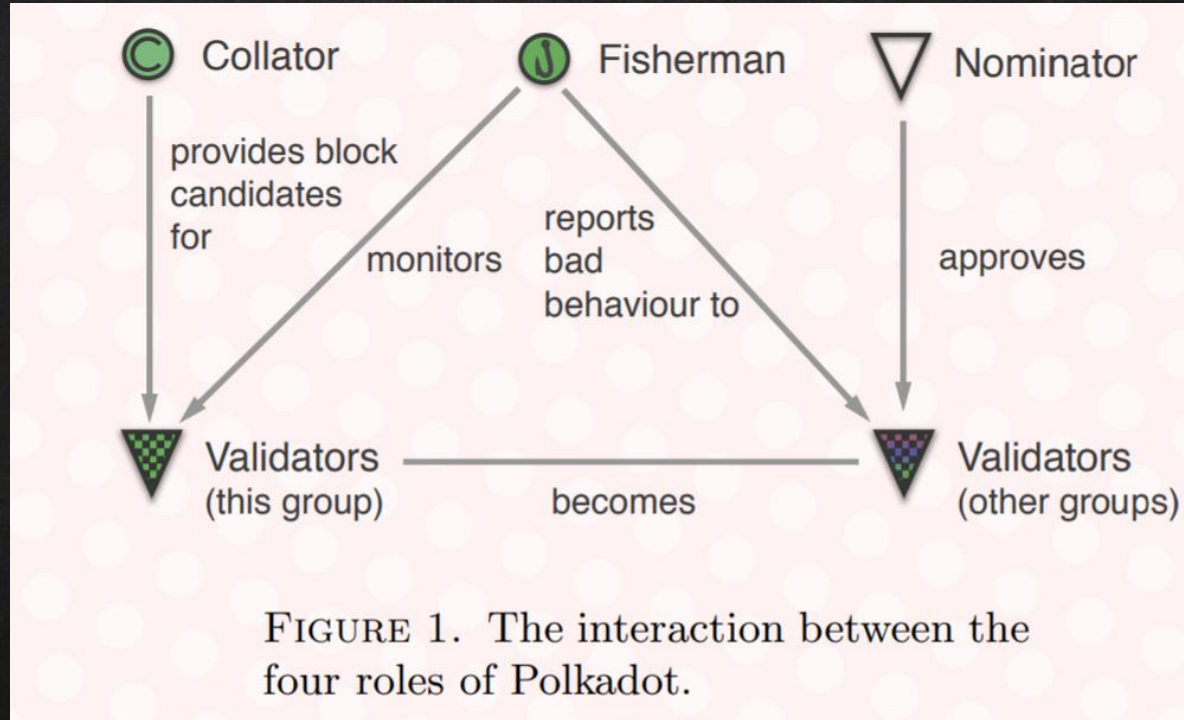 Collator
Fisherman
Nominator
provides block
candidates
for
monitors
reports
bad
behaviour to
approves
Validators
(this group)
becomes
Validators
(other groups)
FIGURE 1. The interaction between the
four roles of Polkadot.